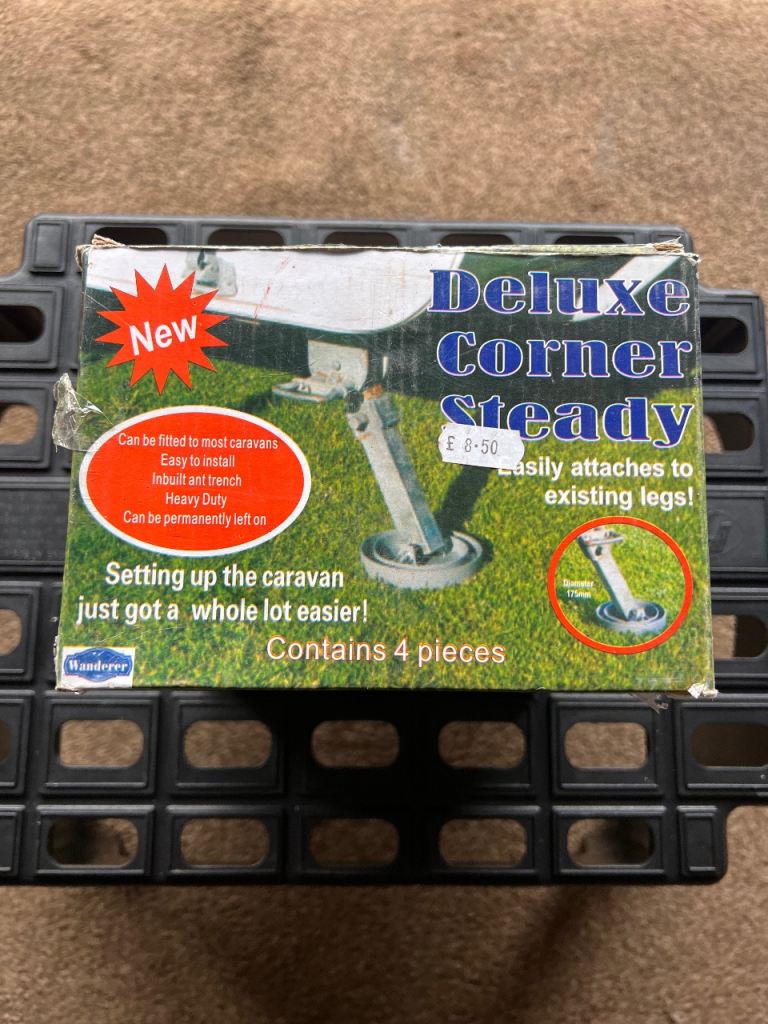 New
Deluxe
Corner
Steady
£ 8.50
Easily attaches to
existing legs!
Can be fitted to most caravans
Easy to install
Inbuilt ant trench
Heavy Duty
Can be permanently left on
Diameter
175mm
Setting up the caravan
just got a whole lot easier!
Contains 4 pieces
Wanderer